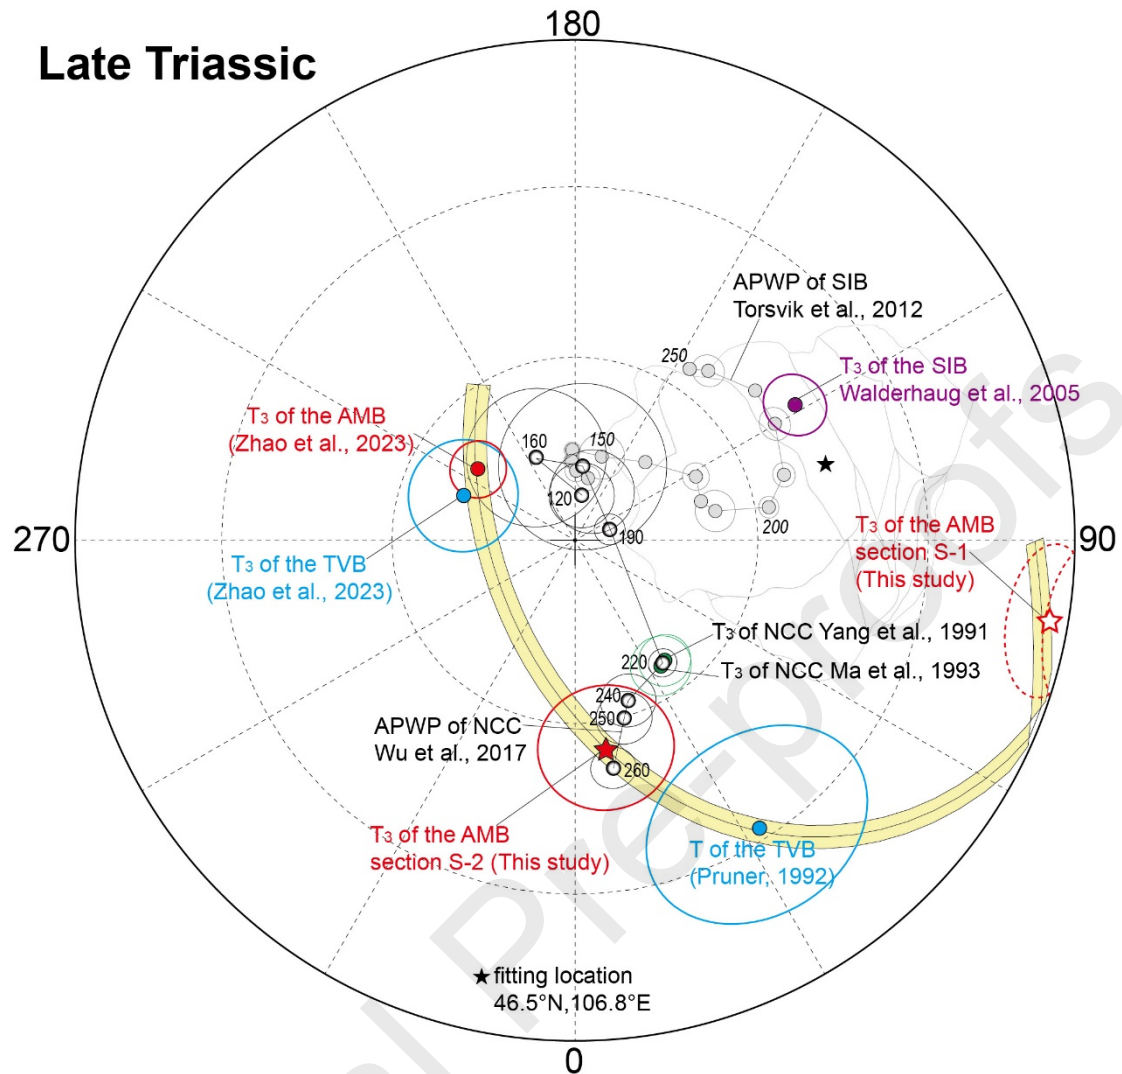 180
Late Triassic
APWP of SIB
Torsvik et al., 2012
250
T₃ of the SIB
Walderhaug et al., 2005
T₃ of the AMB
(Zhao et al., 2023)
160
150
120
190
200
270
90
T₃ of the TVB
(Zhao et al., 2023)
T₃ of the AMB
section S-1
(This study)
T₃ of NCC Yang et al., 1991
220
T₃ of NCC Ma et al., 1993
240
250
APWP of NCC
Wu et al., 2017
260
T₃ of the AMB
section S-2 (This study)
T of the TVB
(Pruner, 1992)
★fitting location
46.5°N,106.8°E
0
al Preproofs